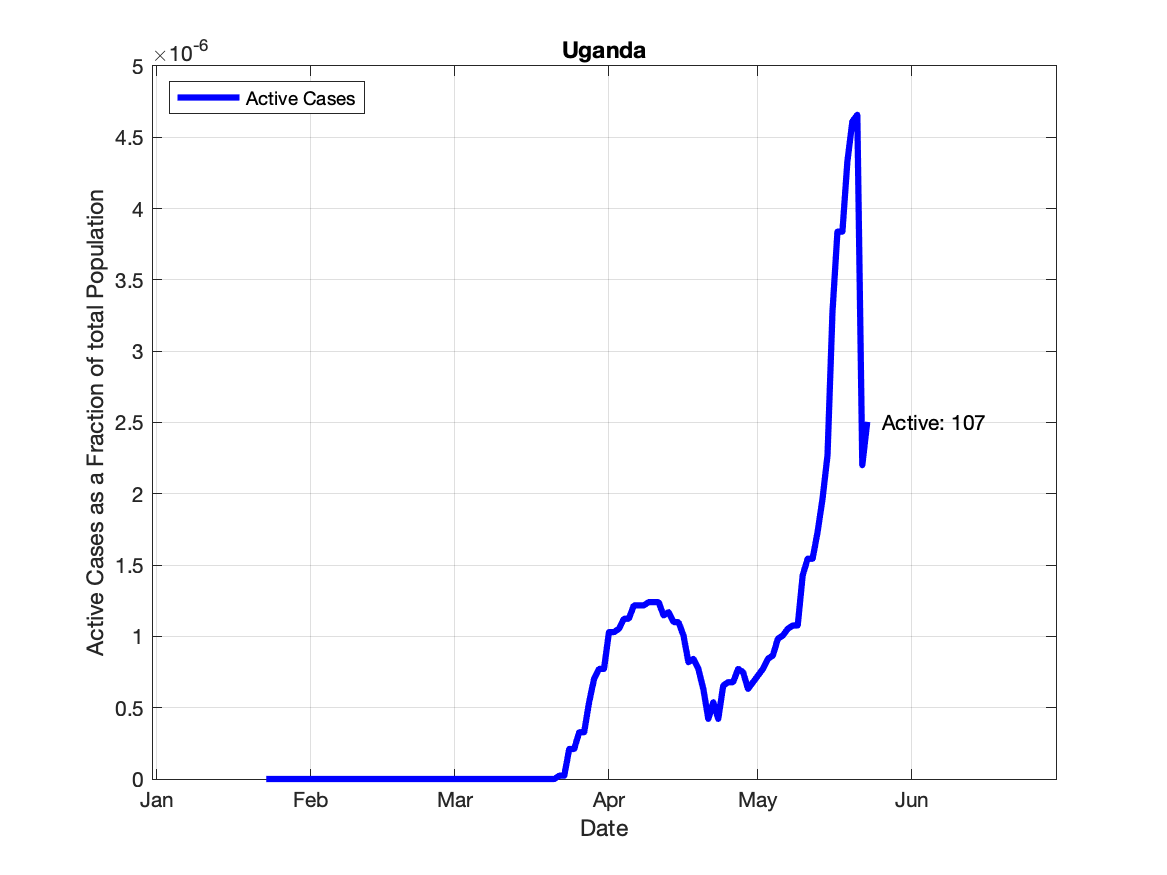 Uganda
×10-6
Active Cases
5
4.5
4
3.5
3
2.5
2
1.5
1
0.5
0
Active Cases as a Fraction of total Population
Active: 107
Jan Feb Mar Apr May Jun
Date